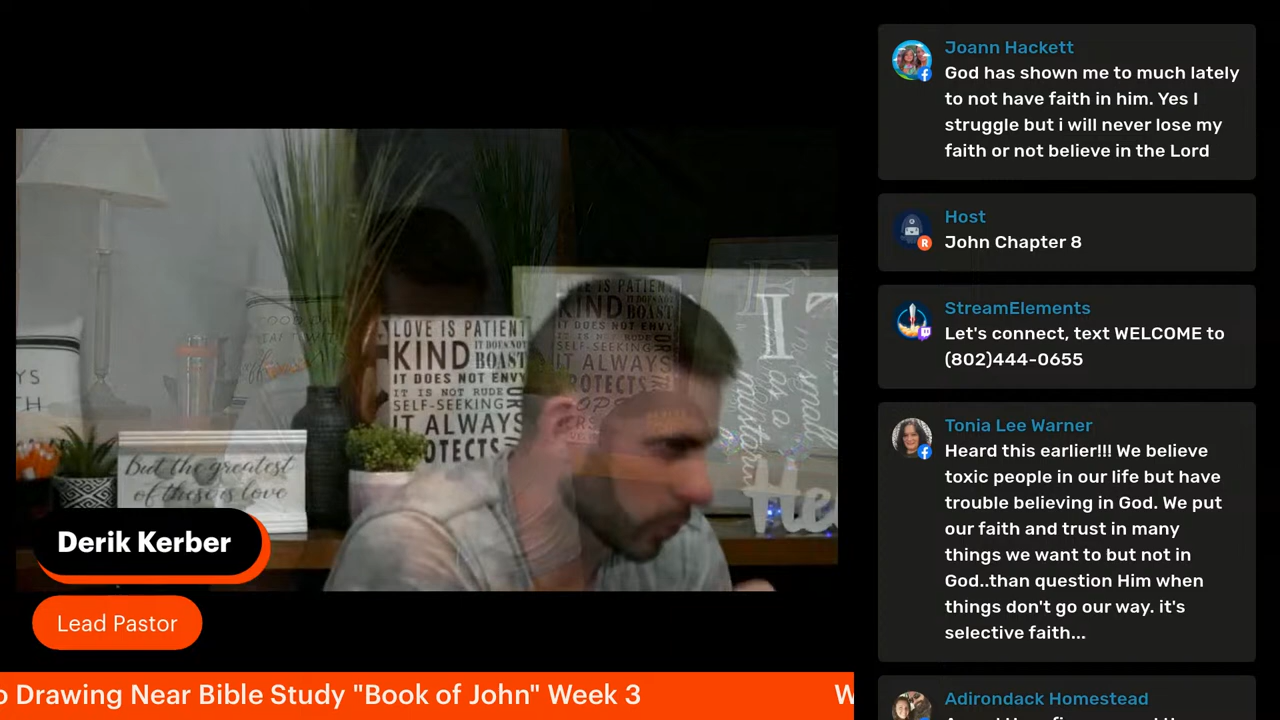 LOVE IS PATIENT
KIND IT DOES NOT
BOAST
IT DOES NOT ENVY
IT IS NOT RUDE
SELF-SEEKING
OR
IT ALWAYS
PROTECTS
But the greatest
of these is love
He
Derik Kerber
Lead Pastor
o Drawing Near Bible Study "Book of John" Week 3
W
Joann Hackett
God has shown me to much lately
to not have faith in him. Yes I
struggle but i will never lose my
faith or not believe in the Lord
Host
John Chapter 8
StreamElements
Let's connect, text WELCOME to
(802)444-0655
Tonia Lee Warner
Heard this earlier!!! We believe
toxic people in our life but have
trouble believing in God. We put
our faith and trust in many
things we want to but not in
God..than question Him when
things don't go our way. it's
selective faith...
Adirondack Homestead